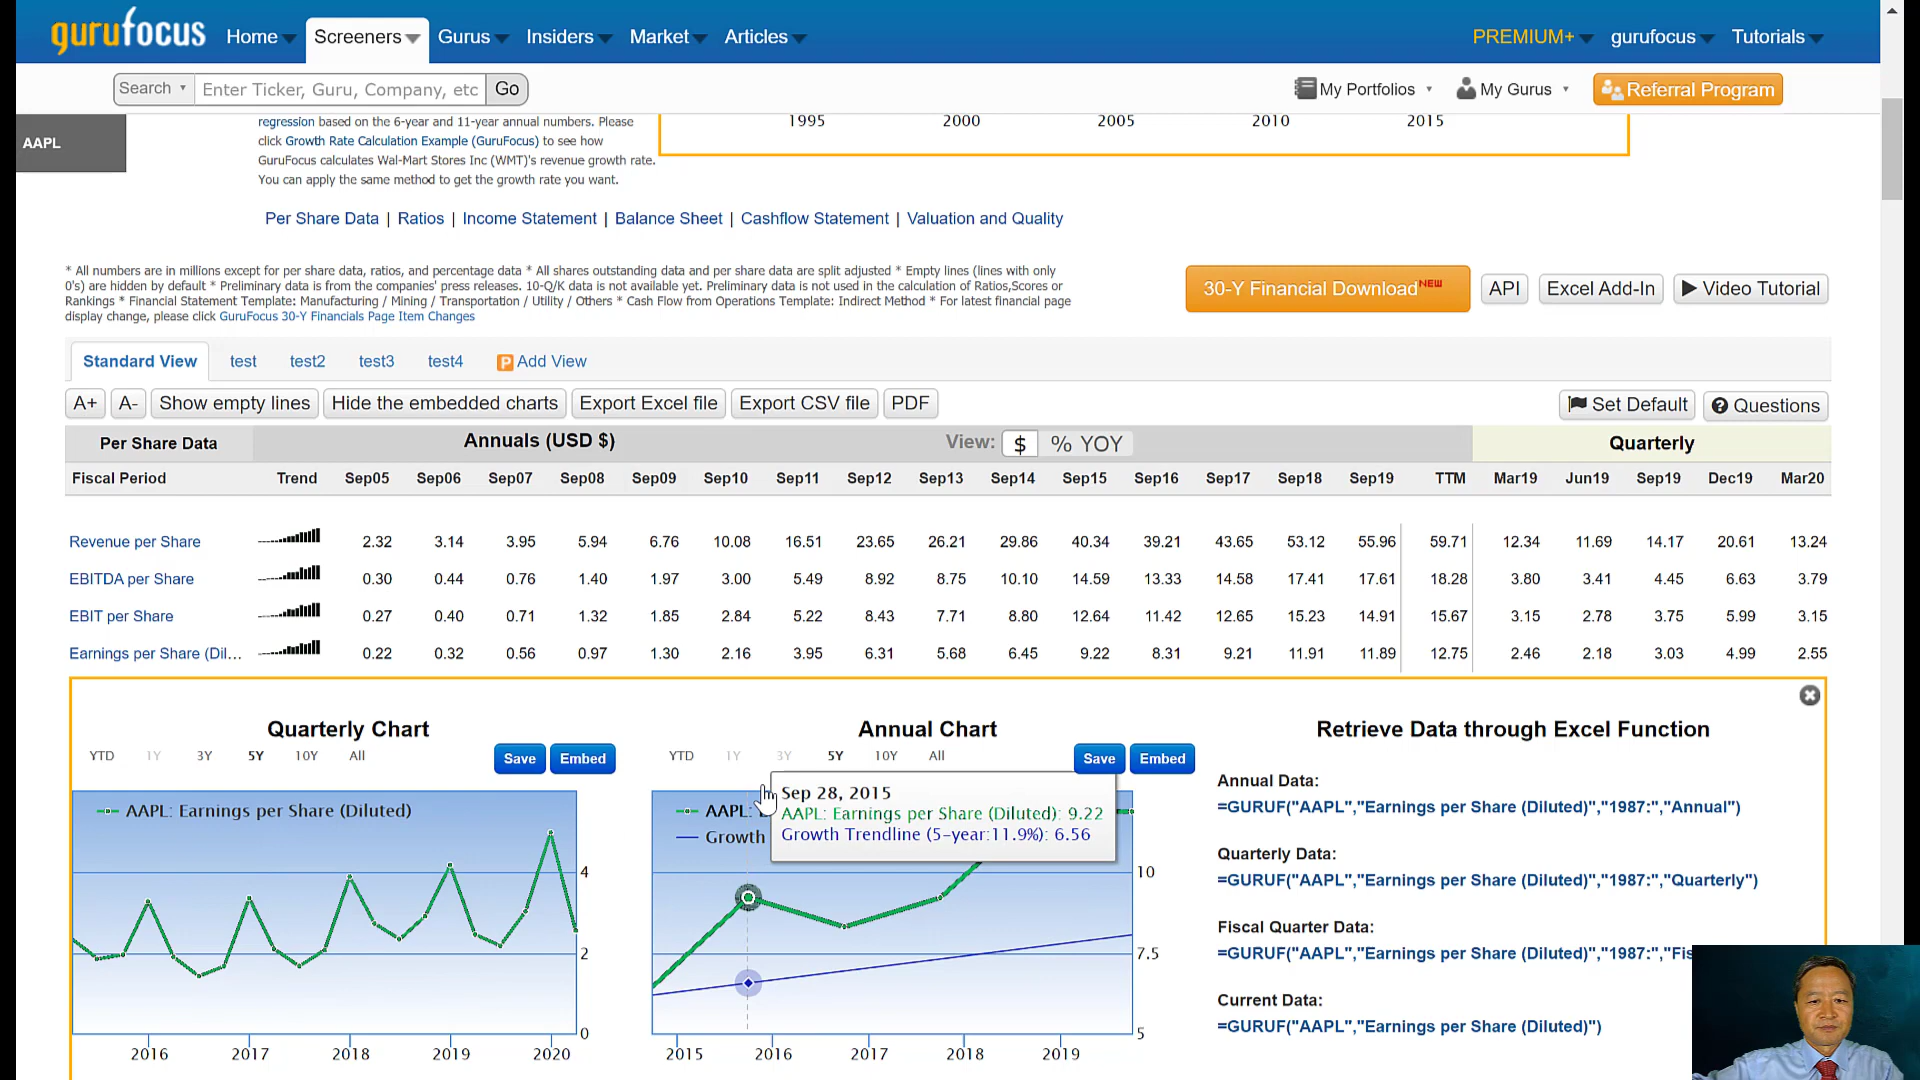 gurufocus Home Screeners Gurus Insiders Market Articles PREMIUM+ gurufocus Tutorials
Search Enter Ticker, Guru, Company, etc Go My Portfolios My Gurus Referral Program
AAPL
regression based on the 6-year and 11-year annual numbers. Please
click Growth Rate Calculation Example (GuruFocus) to see how
GuruFocus calculates Wal-Mart Stores Inc (WMT)'s revenue growth rate.
You can apply the same method to get the growth rate you want.
1995 2000 2005 2010 2015
Per Share Data | Ratios | Income Statement | Balance Sheet | Cashflow Statement | Valuation and Quality
* All numbers are in millions except for per share data, ratios, and percentage data * All shares outstanding data and per share data are split adjusted * Empty lines (lines with only
0's) are hidden by default * Preliminary data is from the companies' press releases. 10-Q/K data is not available yet. Preliminary data is not used in the calculation of Ratios,Scores or
Rankings * Financial Statement Template: Manufacturing / Mining / Transportation / Utility / Others * Cash Flow from Operations Template: Indirect Method * For latest financial page
display change, please click GuruFocus 30-Y Financials Page Item Changes
30-Y Financial Download NEW API Excel Add-In Video Tutorial
Standard View test test2 test3 test4 P Add View
A+ A- Show empty lines Hide the embedded charts Export Excel file Export CSV file PDF Set Default Questions
Per Share Data Annuals (USD $) View: $ % YOY Quarterly
Fiscal Period Trend Sep05 Sep06 Sep07 Sep08 Sep09 Sep10 Sep11 Sep12 Sep13 Sep14 Sep15 Sep16 Sep17 Sep18 Sep19 TTM Mar19 Jun19 Sep19 Dec19 Mar20
Revenue per Share 2.32 3.14 3.95 5.94 6.76 10.08 16.51 23.65 26.21 29.86 40.34 39.21 43.65 53.12 55.96 59.71 12.34 11.69 14.17 20.61 13.24
EBITDA per Share 0.30 0.44 0.76 1.40 1.97 3.00 5.49 8.92 8.75 10.10 14.59 13.33 14.58 17.41 17.61 18.28 3.80 3.41 4.45 6.63 3.79
EBIT per Share 0.27 0.40 0.71 1.32 1.85 2.84 5.22 8.43 7.71 8.80 12.64 11.42 12.65 15.23 14.91 15.67 3.15 2.78 3.75 5.99 3.15
Earnings per Share (Dil... 0.22 0.32 0.56 0.97 1.30 2.16 3.95 6.31 5.68 6.45 9.22 8.31 9.21 11.91 11.89 12.75 2.46 2.18 3.03 4.99 2.55
Quarterly Chart
YTD 1Y 3Y 5Y 10Y All Save Embed
AAPL: Earnings per Share (Diluted)
4
2
0
2016 2017 2018 2019 2020
Annual Chart
YTD 1Y 3Y 5Y 10Y All Save Embed
AAPL:
Growth
Sep 28, 2015
AAPL: Earnings per Share (Diluted): 9.22
Growth Trendline (5-year:11.9%): 6.56
10
7.5
5
2015 2016 2017 2018 2019
Retrieve Data through Excel Function
Annual Data:
=GURUF("AAPL","Earnings per Share (Diluted)","1987:","Annual")
Quarterly Data:
=GURUF("AAPL","Earnings per Share (Diluted)","1987:","Quarterly")
Fiscal Quarter Data:
=GURUF("AAPL","Earnings per Share (Diluted)","1987:","Fis
Current Data:
=GURUF("AAPL","Earnings per Share (Diluted)")